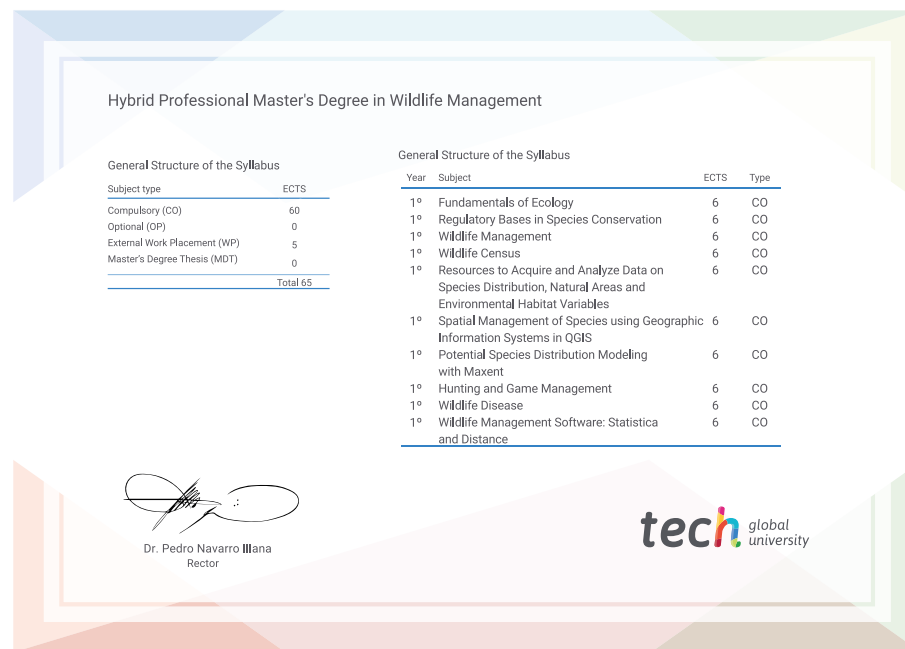 Hybrid Professional Master's Degree in Wildlife Management
General Structure of the Syllabus
Subject type ECTS
Compulsory (CO) 60
Optional (OP) 0
External Work Placement (WP) 5
Master's Degree Thesis (MDT) 0
Total 65
General Structure of the Syllabus
Year Subject ECTS Type
1º Fundamentals of Ecology 6 CO
1º Regulatory Bases in Species Conservation 6 CO
1º Wildlife Management 6 CO
1º Wildlife Census 6 CO
1º Resources to Acquire and Analyze Data on 6 CO
Species Distribution, Natural Areas and
Environmental Habitat Variables
1º Spatial Management of Species using Geographic 6 CO
Information Systems in QGIS
1º Potential Species Distribution Modeling 6 CO
with Maxent
1º Hunting and Game Management 6 CO
1º Wildlife Disease 6 CO
1º Wildlife Management Software: Statistica 6 CO
and Distance
Dr. Pedro Navarro Illana
Rector
tech global
university